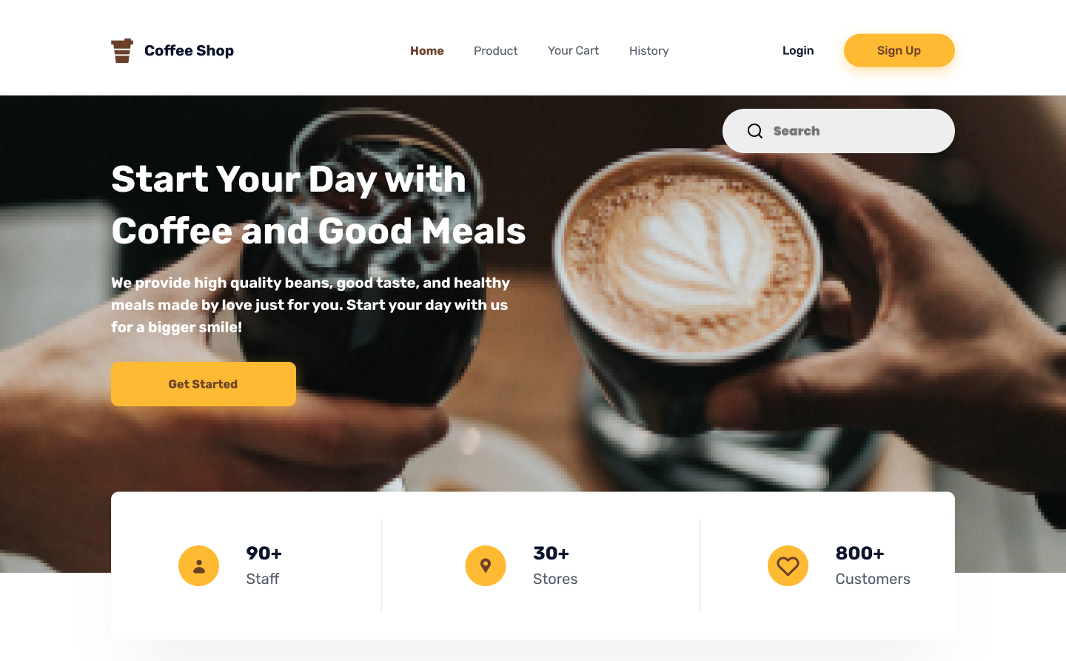 Coffee Shop
Home
Product
Your Cart
History
Login
Sign Up
Search
Start Your Day with
Coffee and Good Meals
We provide high quality beans, good taste, and healthy
meals made by love just for you. Start your day with us
for a bigger smile!
Get Started
90+
Staff
30+
Stores
800+
Customers